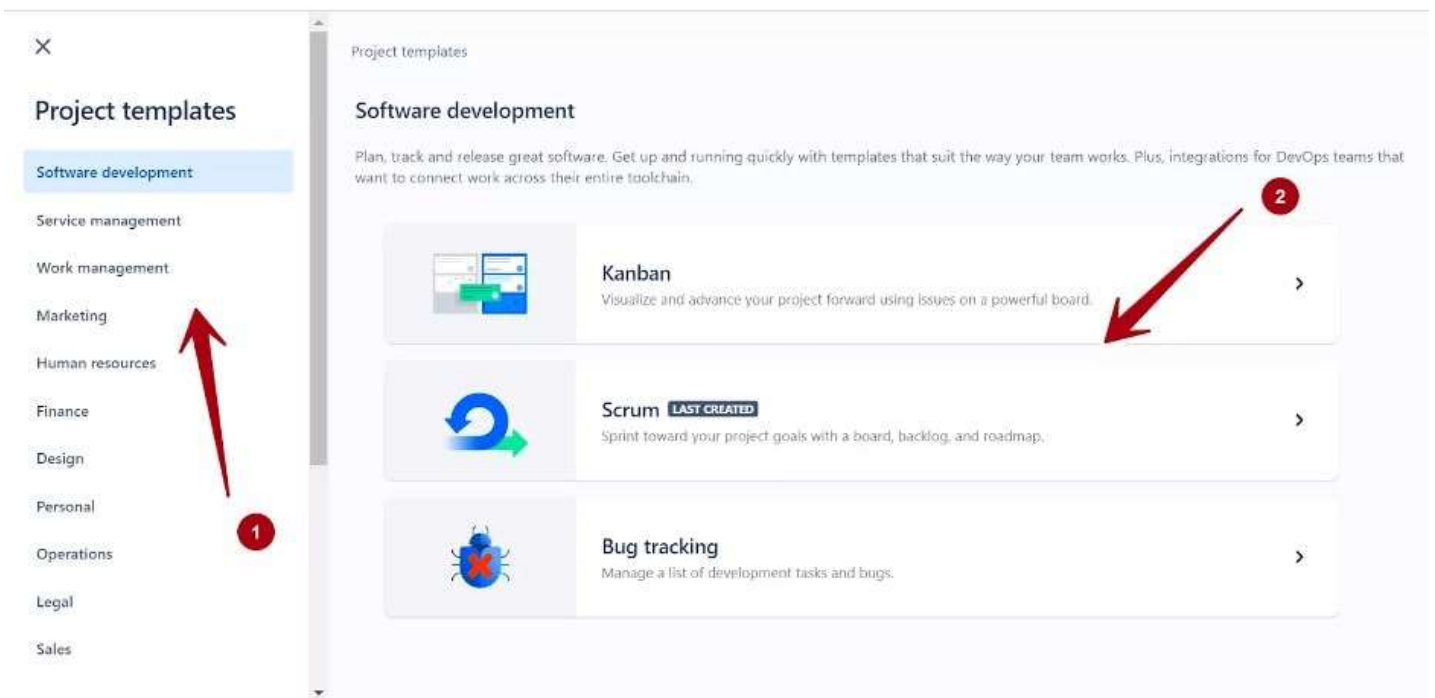 Project templates
Software development
Service management
Work management
Marketing
Human resources
Finance
Design
Personal
Operations
Legal
Sales
1
Project templates
Software development
Plan, track and release great software. Get up and running quickly with templates that suit the way your team works. Plus, integrations for DevOps teams that
want to connect work across their entire toolchain.
2
Kanban
Visualize and advance your project forward using issues on a powerful board.
Scrum LAST CREATED
Sprint toward your project goals with a board, backlog, and roadmap.
Bug tracking
Manage a list of development tasks and bugs.